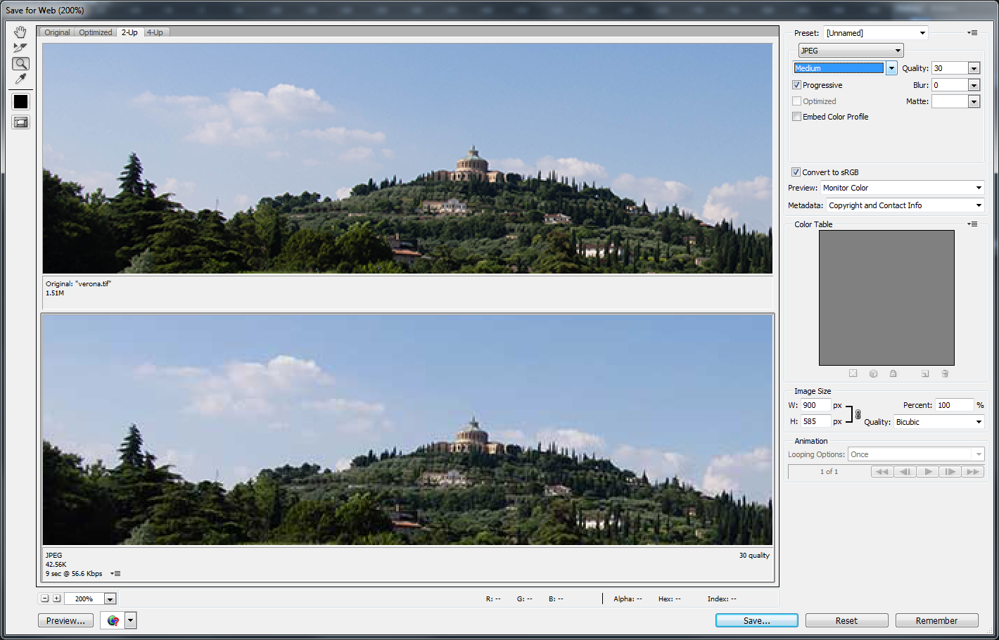 Save for Web (200%)
Original
Optimized
2-Up
4-Up
Preset: [Unnamed]
JPEG
Medium
Quality: 30
Progressive
Blur: 0
Optimized
Matte:
Embed Color Profile
Convert to sRGB
Preview: Monitor Color
Metadata: Copyright and Contact Info
Color Table
Original: "verona.tif"
1.51M
Image Size
W: 900 px
Percent: 100 %
H: 585 px
Quality: Bicubic
Animation
Looping Options: Once
1 of 1
JPEG
30 quality
42.56K
9 sec @ 56.6 Kbps
200%
R: --
G: --
B: --
Alpha: --
Hex: --
Index: --
Preview...
Save...
Reset
Remember